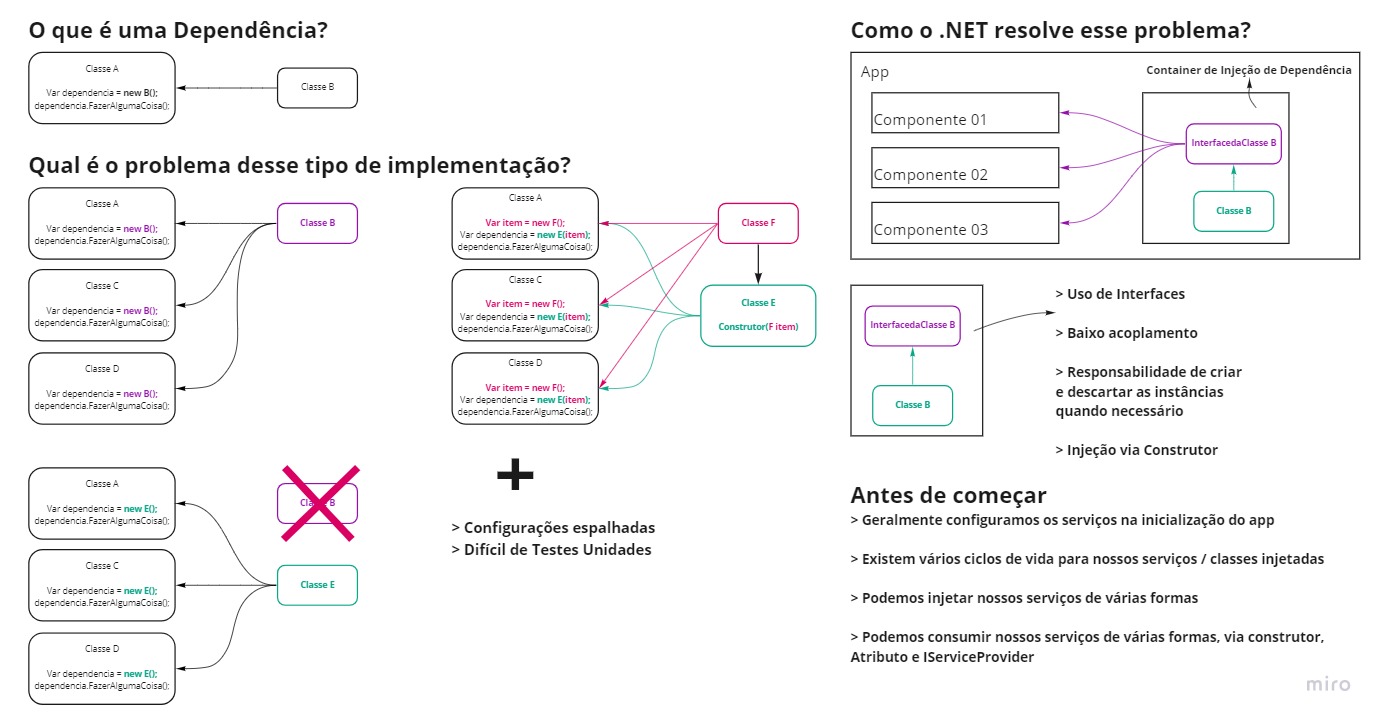 O que é uma Dependência?
Classe A
Var dependencia = new B();
dependencia.FazerAlgumaCoisa();
Classe B
Qual é o problema desse tipo de implementação?
Classe A
Var dependencia = new B();
dependencia.FazerAlgumaCoisa();
Classe B
Classe C
Var dependencia = new B();
dependencia.FazerAlgumaCoisa();
Classe D
Var dependencia = new B();
dependencia.FazerAlgumaCoisa();
Classe A
Var dependencia = new E();
dependencia.FazerAlgumaCoisa();
Classe B
Classe C
Var dependencia = new E();
dependencia.FazerAlgumaCoisa();
Classe E
Classe D
Var dependencia = new E();
dependencia.FazerAlgumaCoisa();
Classe A
Var item = new F();
Var dependencia = new E(item);
dependencia.FazerAlgumaCoisa();
Classe F
Classe C
Var item = new F();
Var dependencia = new E(item);
dependencia.FazerAlgumaCoisa();
Classe E
Construtor(F item)
Classe D
Var item = new F();
Var dependencia = new E(item);
dependencia.FazerAlgumaCoisa();
+
> Configurações espalhadas
> Difícil de Testes Unidades
Como o .NET resolve esse problema?
App
Container de Injeção de Dependência
Componente 01
Componente 02
Componente 03
InterfacedaClasse B
Classe B
InterfacedaClasse B
Classe B
> Uso de Interfaces
> Baixo acoplamento
> Responsabilidade de criar
e descartar as instâncias
quando necessário
> Injeção via Construtor
Antes de começar
> Geralmente configuramos os serviços na inicialização do app
> Existem vários ciclos de vida para nossos serviços / classes injetadas
> Podemos injetar nossos serviços de várias formas
> Podemos consumir nossos serviços de várias formas, via construtor,
Atributo e IServiceProvider
miro